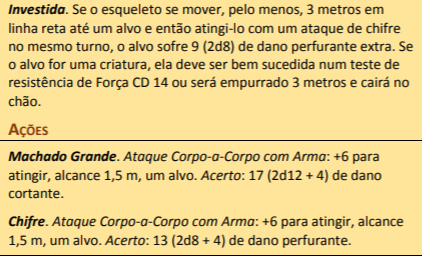 Investida. Se o esqueleto se mover, pelo menos, 3 metros em
linha reta até um alvo e então atingi-lo com um ataque de chifre
no mesmo turno, o alvo sofre 9 (2d8) de dano perfurante extra. Se
o alvo for uma criatura, ela deve ser bem sucedida num teste de
resistência de Força CD 14 ou será empurrado 3 metros e cairá no
chão.
AÇÕES
Machado Grande. Ataque Corpo-a-Corpo com Arma: +6 para
atingir, alcance 1,5 m, um alvo. Acerto: 17 (2d12 + 4) de dano
cortante.
Chifre. Ataque Corpo-a-Corpo com Arma: +6 para atingir, alcance
1,5 m, um alvo. Acerto: 13 (2d8 + 4) de dano perfurante.